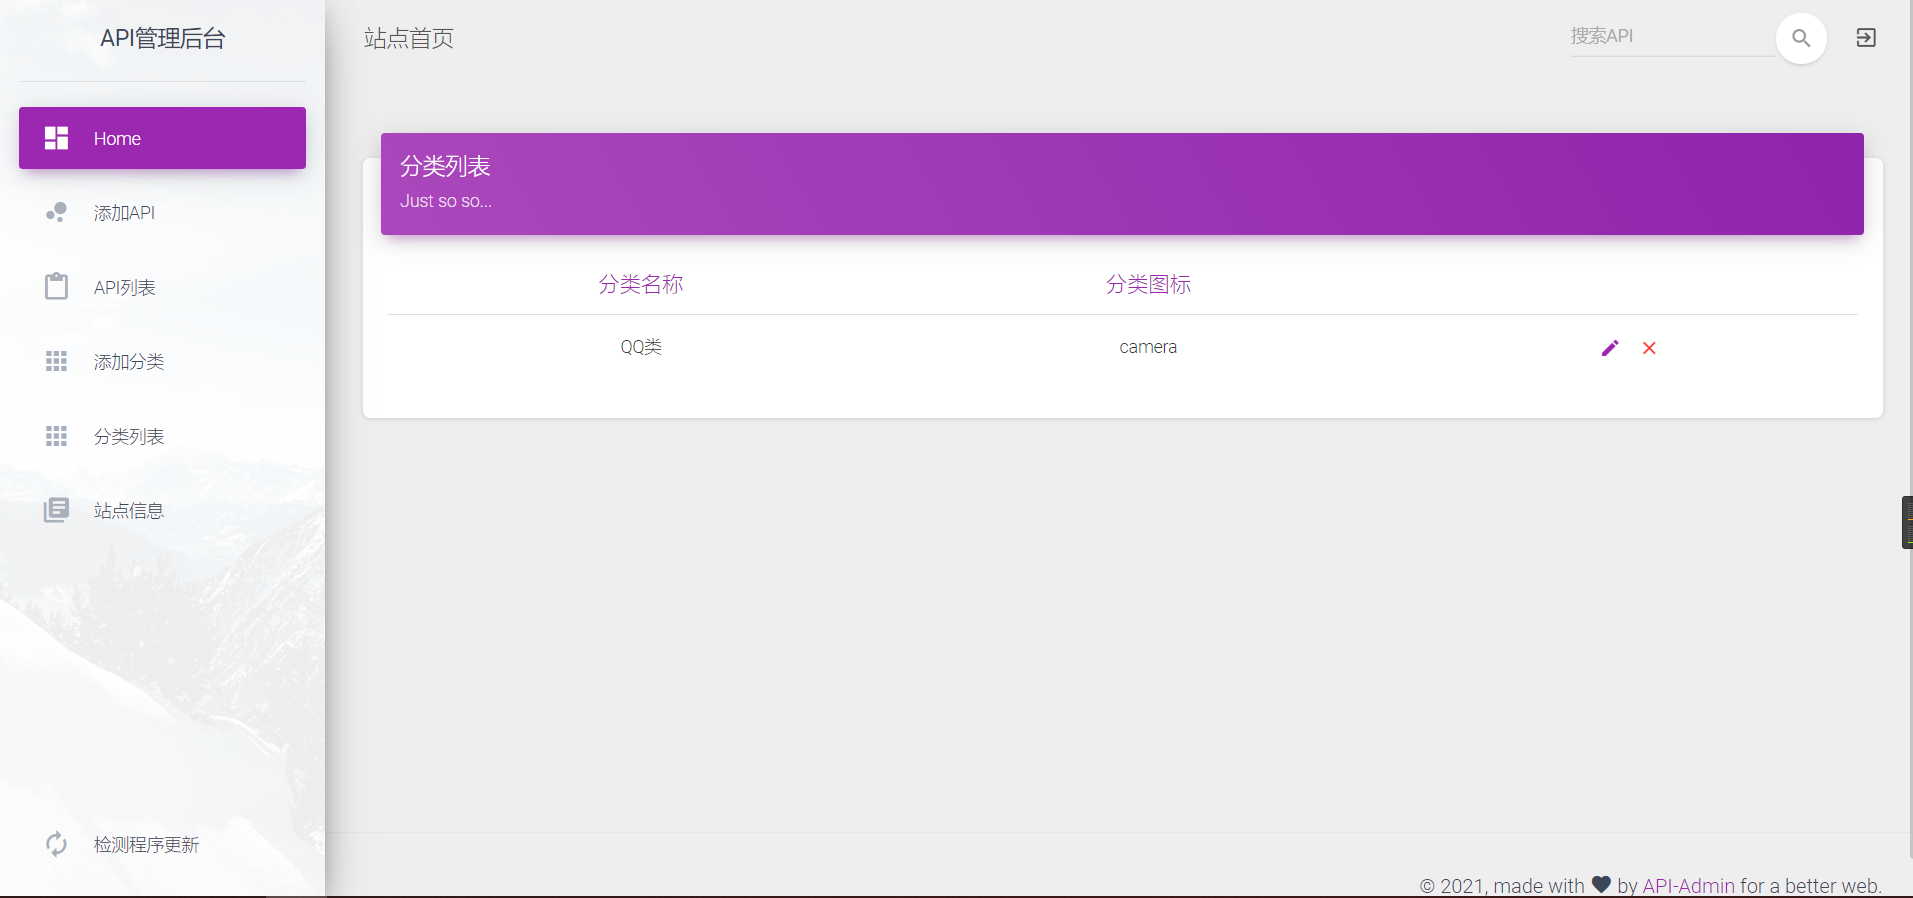 API管理后台
Home
添加API
API列表
添加分类
分类列表
站点信息
检测程序更新
站点首页
搜索API
分类列表
Just so so...
分类名称 分类图标
QQ类 camera
© 2021, made with by API-Admin for a better web.